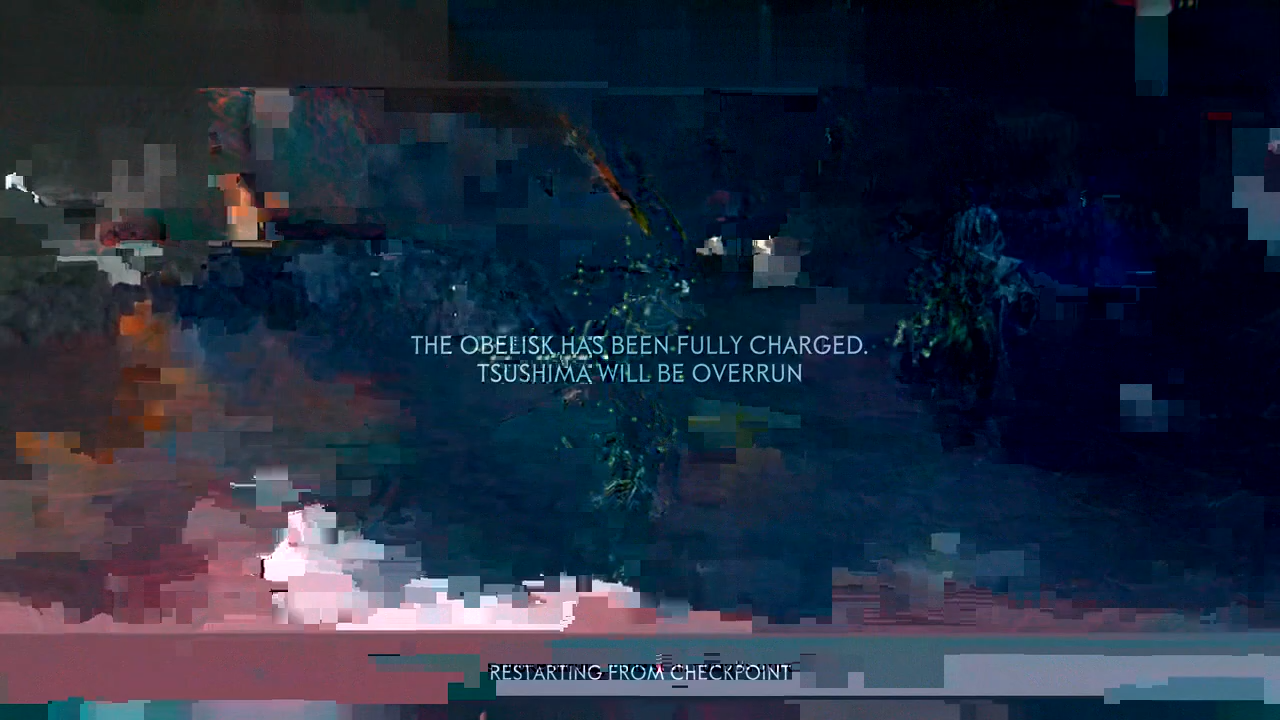 THE OBELISK HAS BEEN FULLY CHARGED.
TSUSHIMA WILL BE OVERRUN
RESTARTING FROM CHECKPOINT